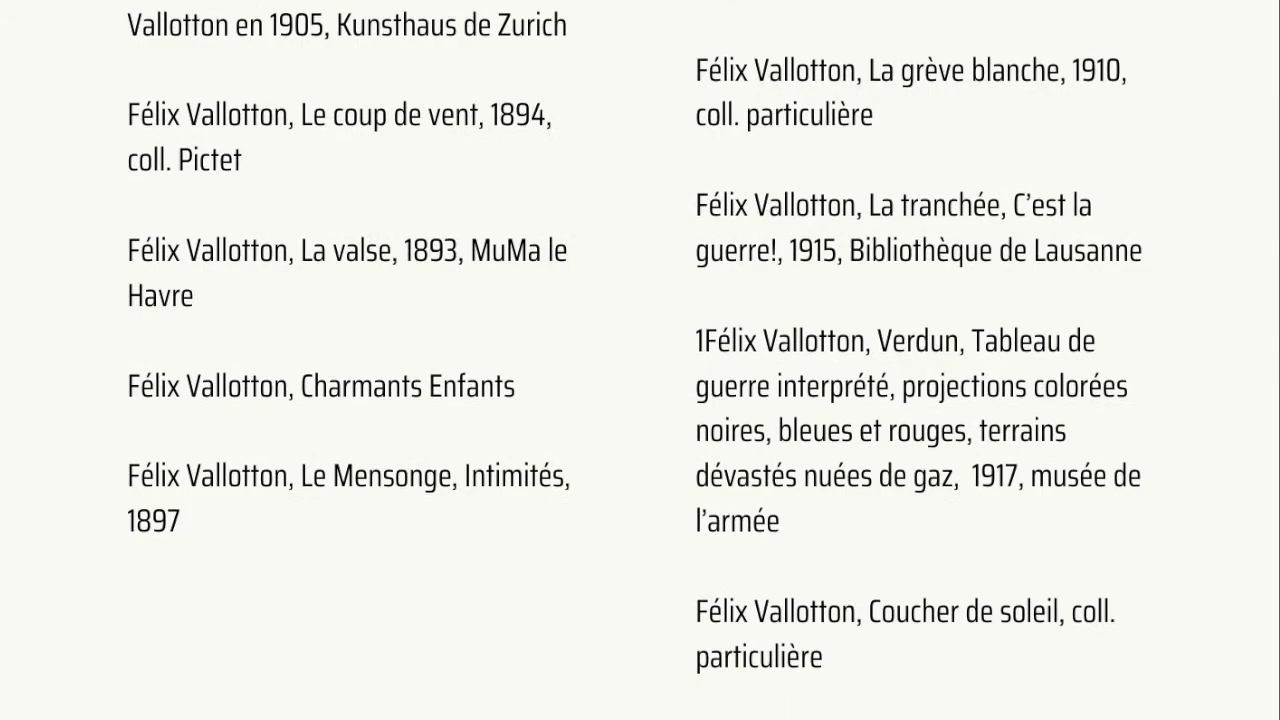 Vallotton en 1905, Kunsthaus de Zurich
Félix Vallotton, Le coup de vent, 1894,
coll. Pictet
Félix Vallotton, La valse, 1893, MuMa le
Havre
Félix Vallotton, Charmants Enfants
Félix Vallotton, Le Mensonge, Intimités,
1897
Félix Vallotton, La grève blanche, 1910,
coll. particulière
Félix Vallotton, La tranchée, C’est la
guerre!, 1915, Bibliothèque de Lausanne
1Félix Vallotton, Verdun, Tableau de
guerre interprété, projections colorées
noires, bleues et rouges, terrains
dévastés nuées de gaz,  1917, musée de
l’armée
Félix Vallotton, Coucher de soleil, coll.
particulière